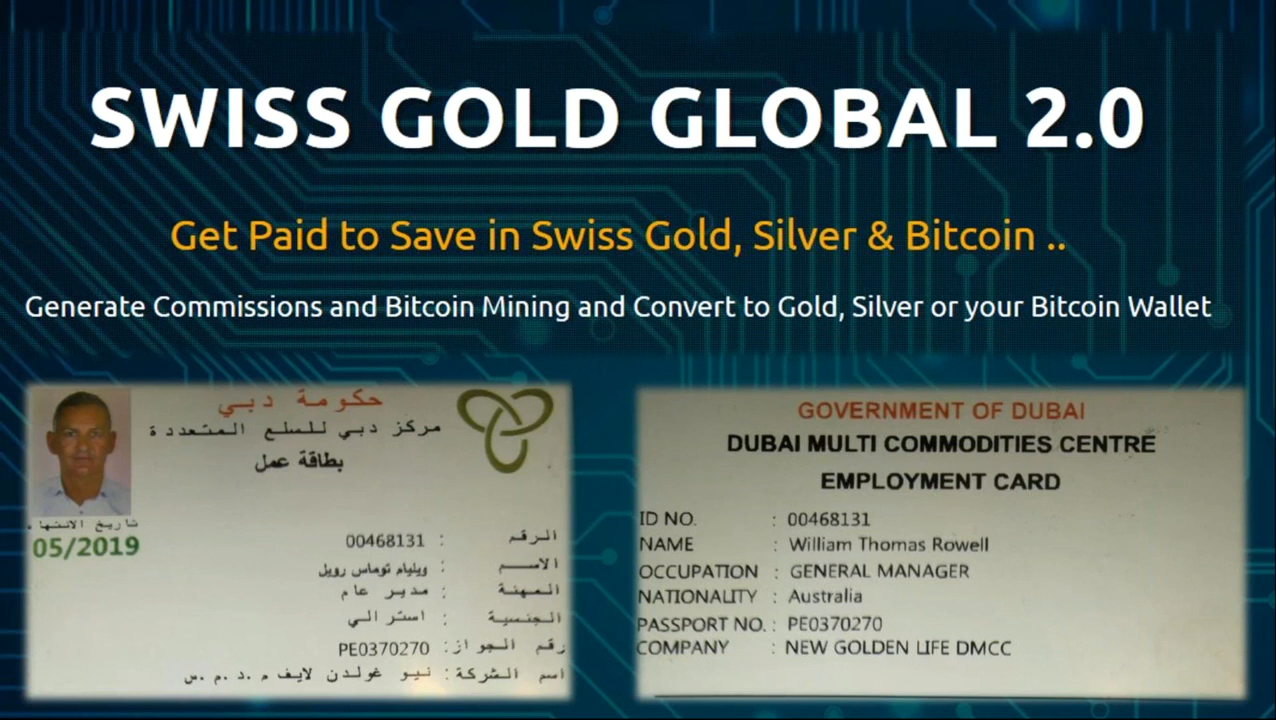 SWISS GOLD GLOBAL 2.0
Get Paid to Save in Swiss Gold, Silver & Bitcoin ..
Generate Commissions and Bitcoin Mining and Convert to Gold, Silver or your Bitcoin Wallet
حكومة دبي
مركز دبي للسلع المتعددة
بطاقة عمل
تاريخ الانتهاء
05/2019
الرقم : 00468131
الاسم : ويليام توماس رويل
المهنة : مدير عام
الجنسية : استرالي
رقم الجواز: PE0370270
اسم الشركة: نيو غولدن لايف م.د.م.س
GOVERNMENT OF DUBAI
DUBAI MULTI COMMODITIES CENTRE
EMPLOYMENT CARD
ID NO. : 00468131
NAME : William Thomas Rowell
OCCUPATION : GENERAL MANAGER
NATIONALITY : Australia
PASSPORT NO. : PE0370270
COMPANY : NEW GOLDEN LIFE DMCC